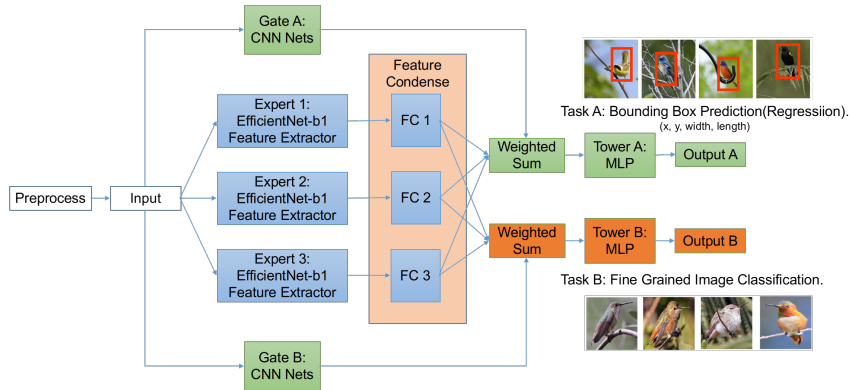 Gate A:
CNN Nets
Feature
Condense
Expert 1:
EfficientNet-b1
Feature Extractor
FC 1
Task A: Bounding Box Prediction(Regressiion).
(x, y, width, length)
Weighted
Sum
Tower A:
MLP
Output A
Preprocess
Input
Expert 2:
EfficientNet-b1
Feature Extractor
FC 2
Weighted
Sum
Tower B:
MLP
Output B
Expert 3:
EfficientNet-b1
Feature Extractor
FC 3
Task B: Fine Grained Image Classification.
Gate B:
CNN Nets